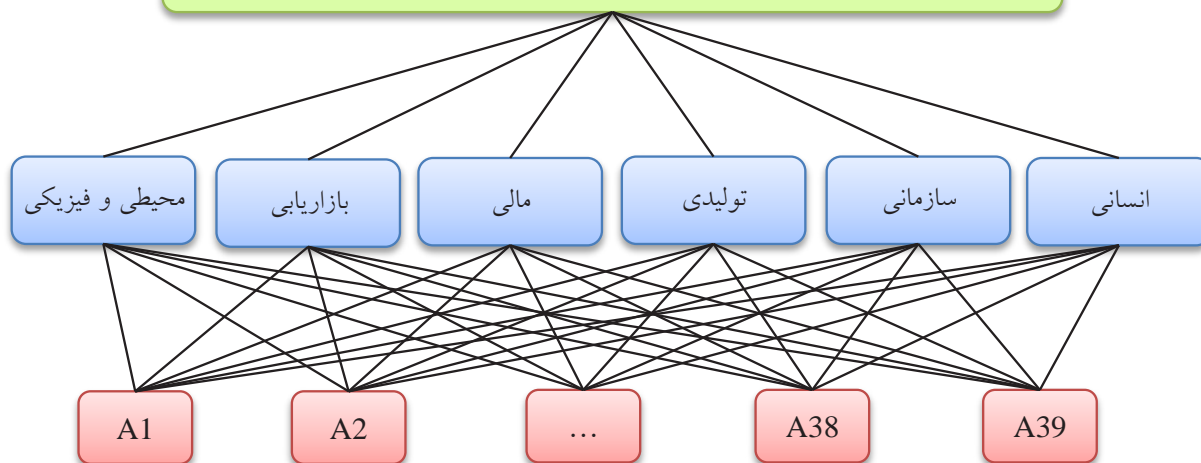 انسانی
سازمانی
تولیدی
مالی
بازاریابی
محیطی و فیزیکی
A1
A2
...
A38
A39